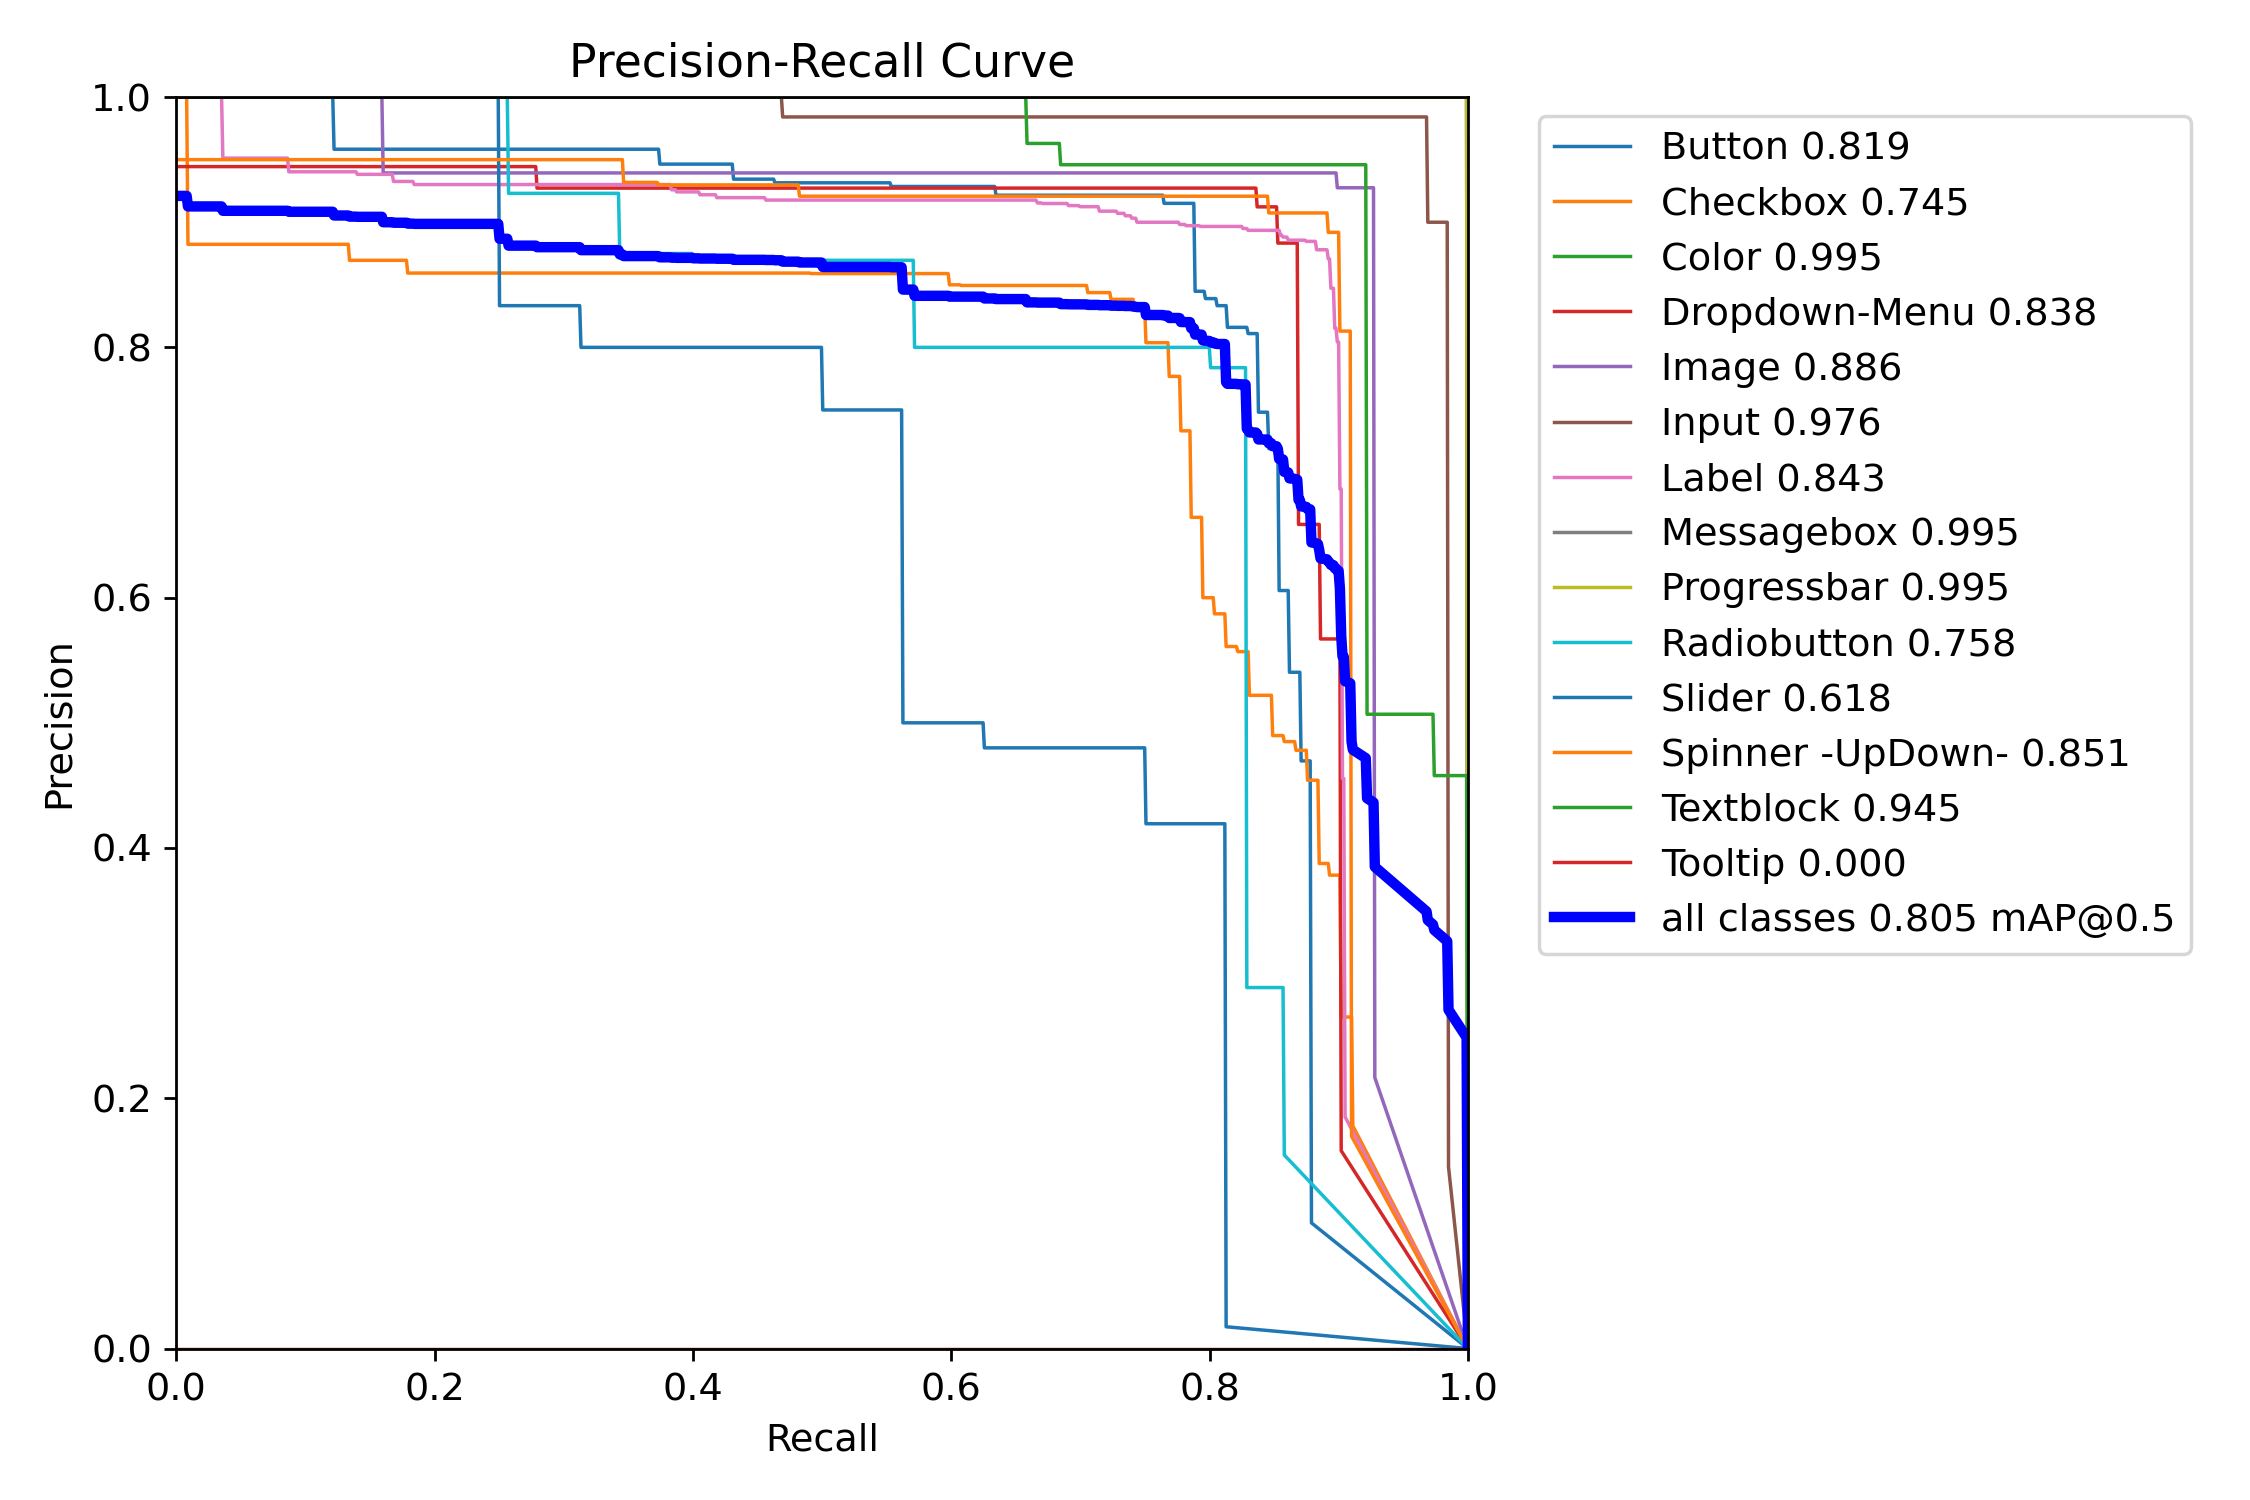 Precision-Recall Curve
1.0
0.8
0.6
0.4
0.2
0.0
Precision
0.0 0.2 0.4 0.6 0.8 1.0
Recall
Button 0.819
Checkbox 0.745
Color 0.995
Dropdown-Menu 0.838
Image 0.886
Input 0.976
Label 0.843
Messagebox 0.995
Progressbar 0.995
Radiobutton 0.758
Slider 0.618
Spinner -UpDown- 0.851
Textblock 0.945
Tooltip 0.000
all classes 0.805 mAP@0.5